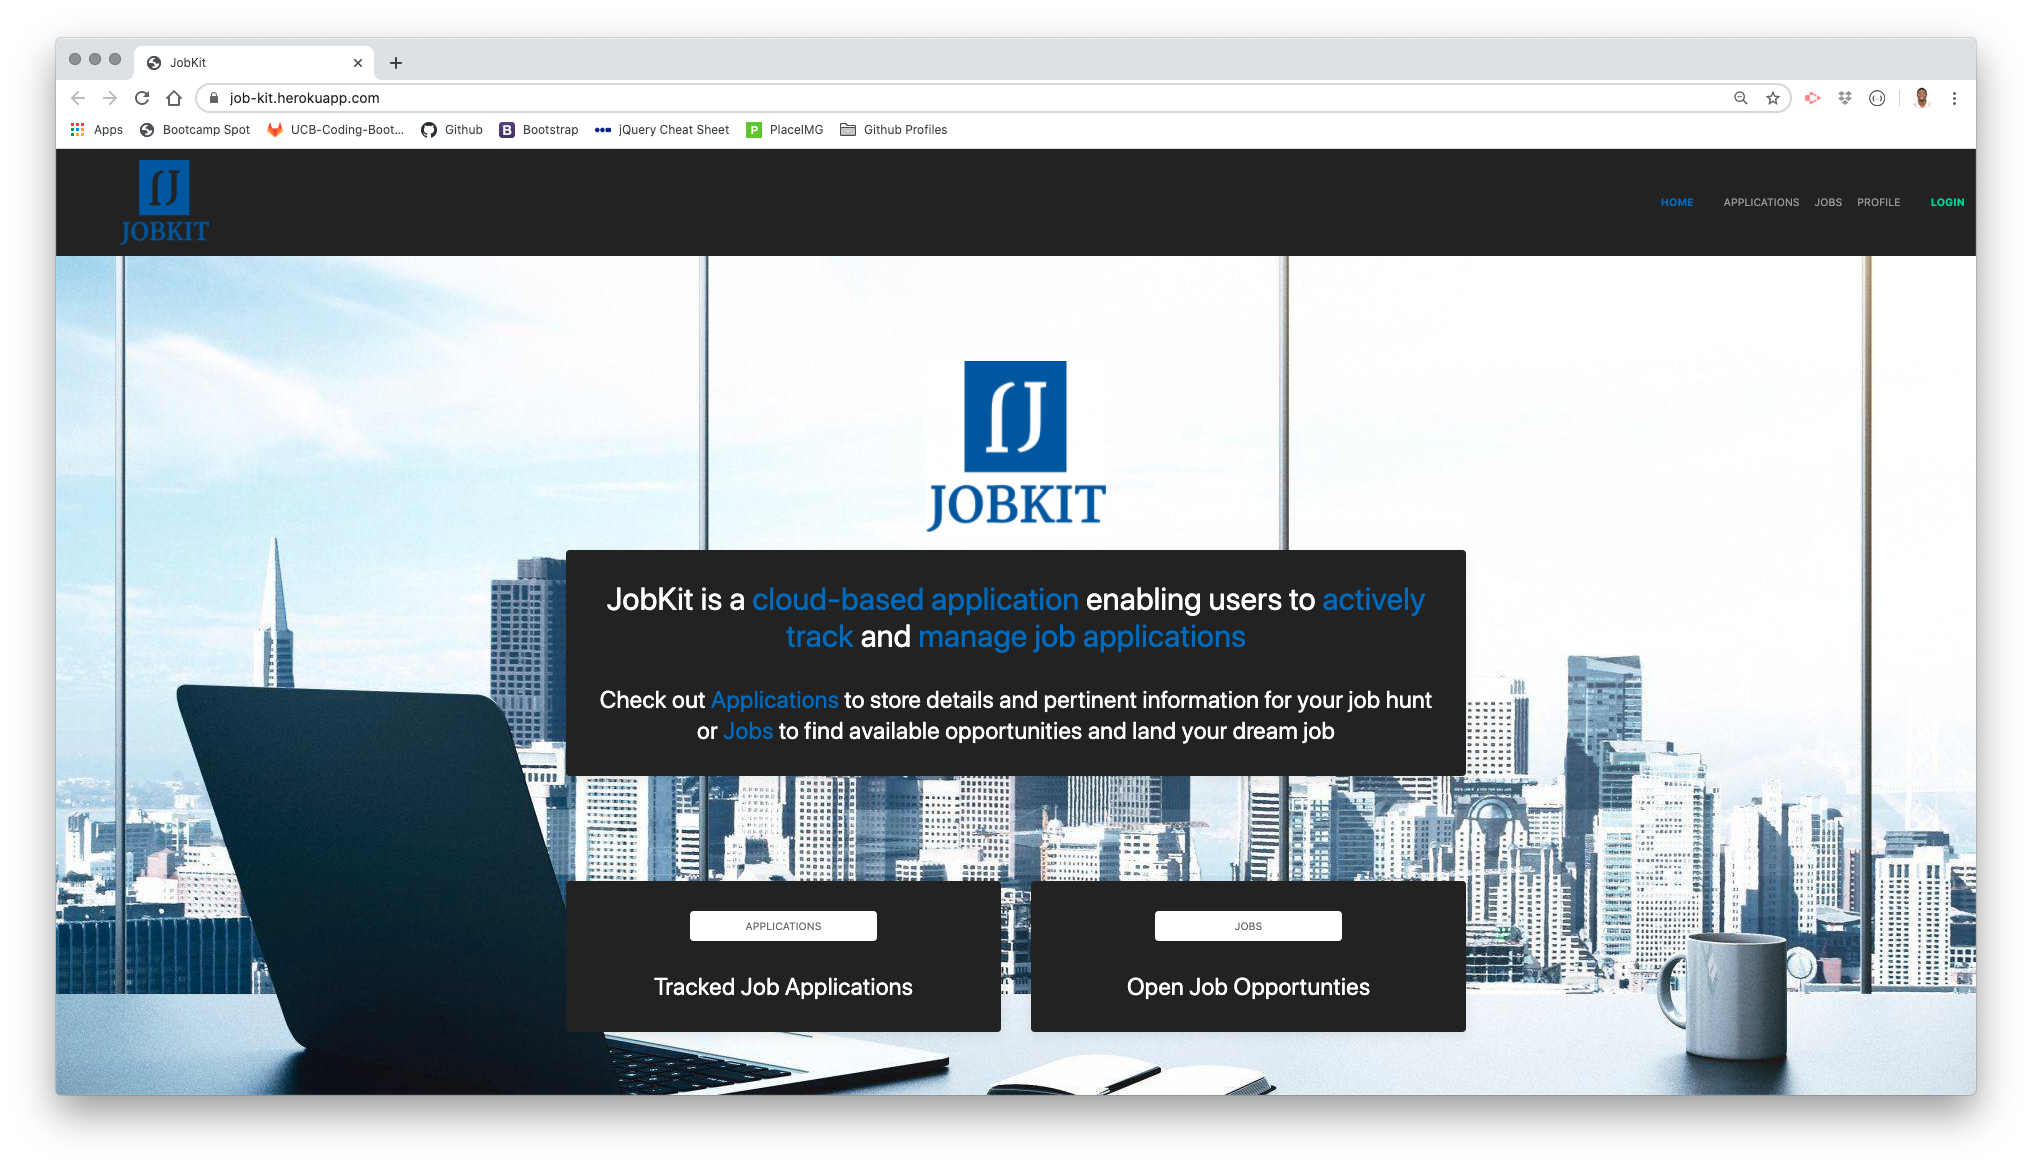 JobKit
job-kit.herokuapp.com
Apps Bootcamp Spot UCB-Coding-Boot... Github B Bootstrap jQuery Cheat Sheet P PlaceIMG Github Profiles
JOBKIT
HOME APPLICATIONS JOBS PROFILE LOGIN
JOBKIT
JobKit is a cloud-based application enabling users to actively
track and manage job applications
Check out Applications to store details and pertinent information for your job hunt
or Jobs to find available opportunities and land your dream job
APPLICATIONS JOBS
Tracked Job Applications Open Job Opportunties